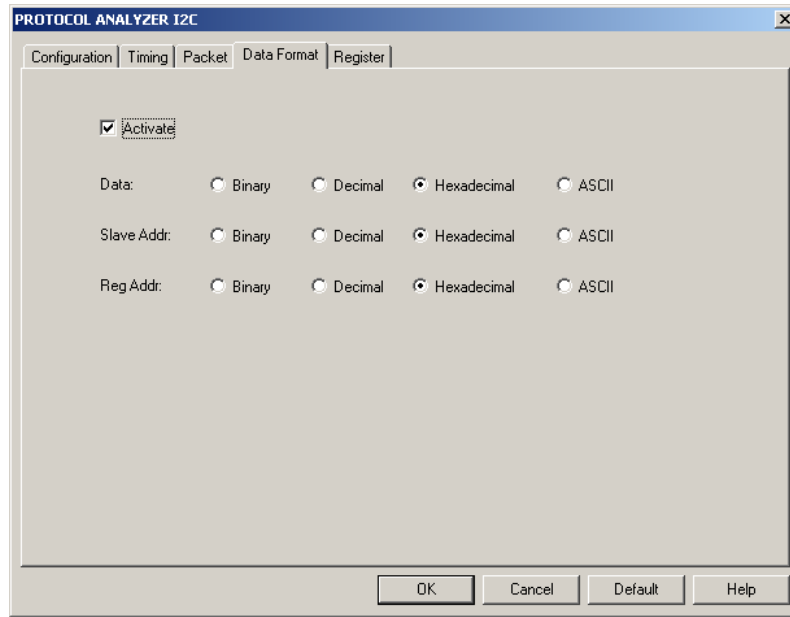 PROTOCOL ANALYZER I2C
Configuration Timing Packet Data Format Register
Activate
Data: Binary Decimal Hexadecimal ASCII
Slave Addr: Binary Decimal Hexadecimal ASCII
Reg Addr: Binary Decimal Hexadecimal ASCII
OK Cancel Default Help